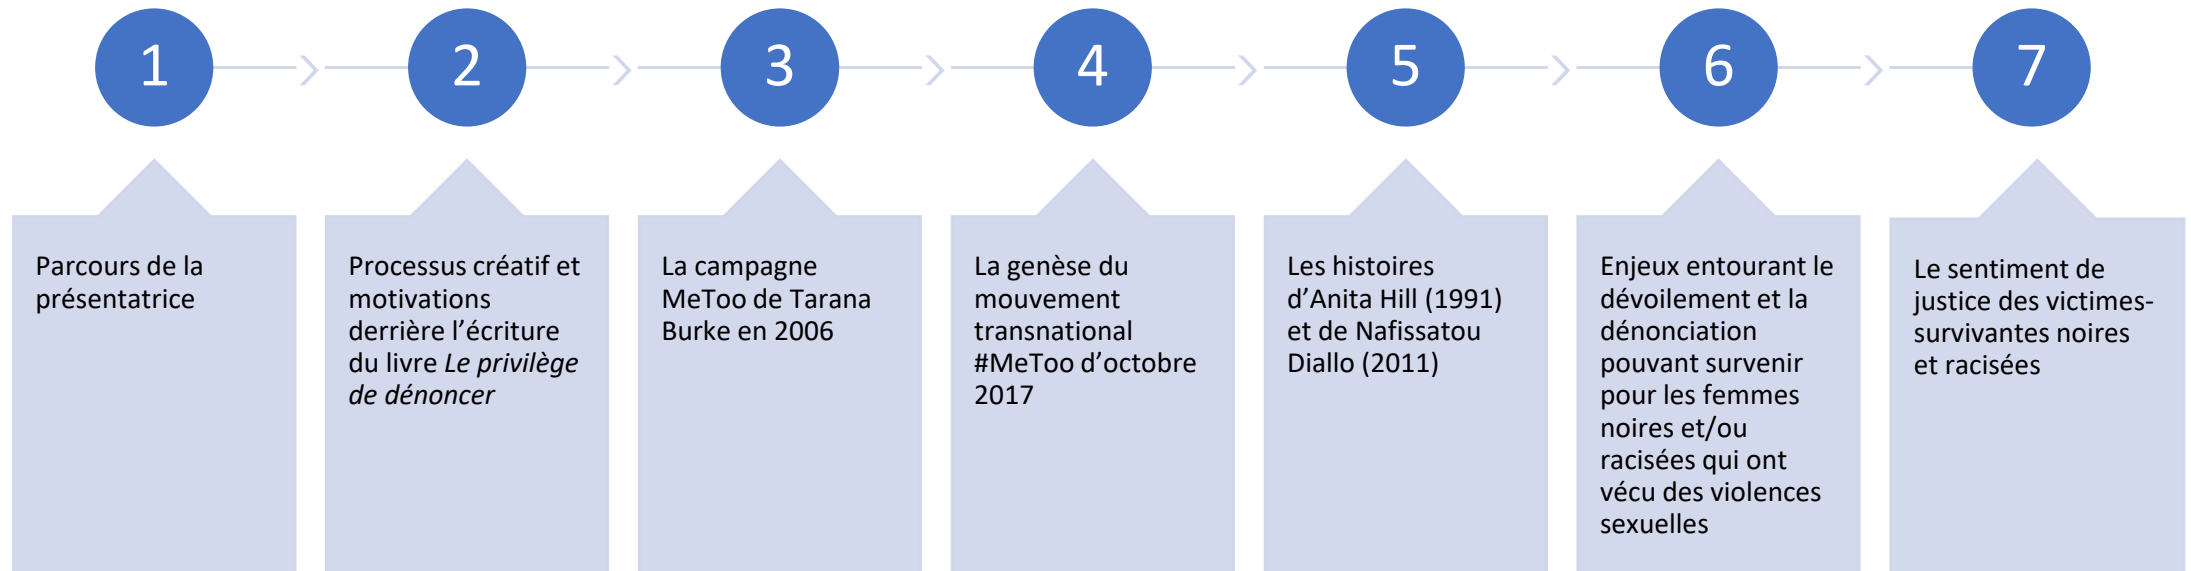 1
2
3
4
5
6
7
Parcours de la
présentatrice
Processus créatif et
motivations
derrière l’écriture
du livre Le privilège
de dénoncer
La campagne
MeToo de Tarana
Burke en 2006
La genèse du
mouvement
transnational
#MeToo d’octobre
2017
Les histoires
d’Anita Hill (1991)
et de Nafissatou
Diallo (2011)
Enjeux entourant le
dévoilement et la
dénonciation
pouvant survenir
pour les femmes
noires et/ou
racisées qui ont
vécu des violences
sexuelles
Le sentiment de
justice des victimes-
survivantes noires
et racisées